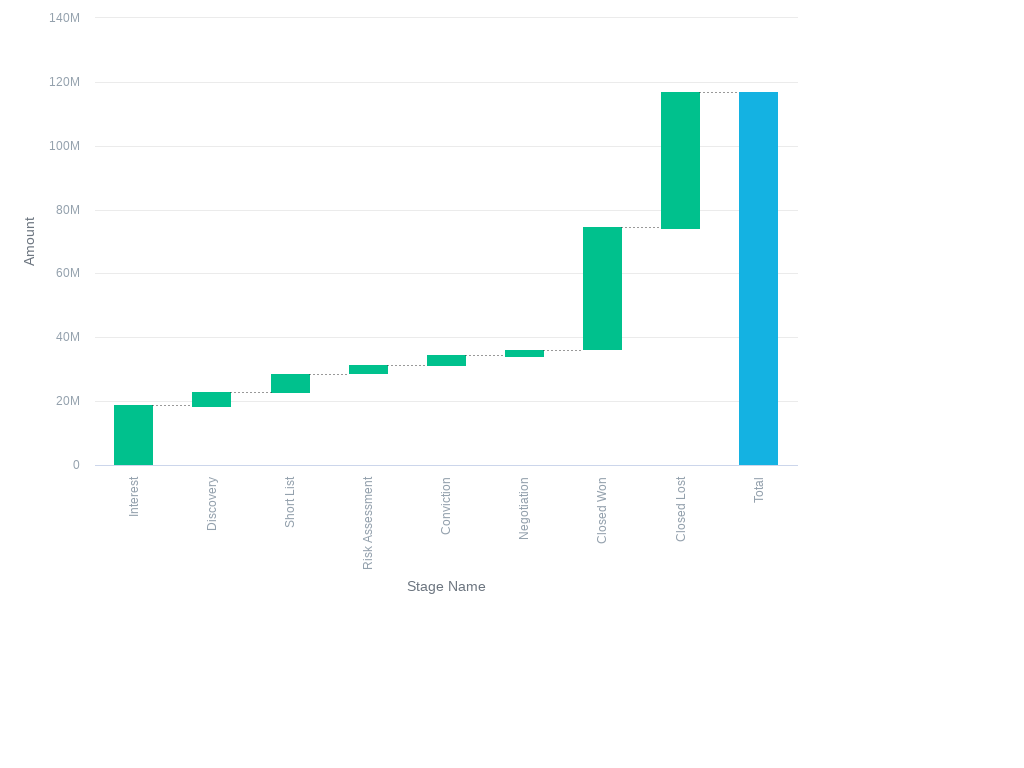 140M
120M
100M
80M
60M
40M
20M
0
Amount
Interest
Discovery
Short List
Risk Assessment
Conviction
Negotiation
Closed Won
Closed Lost
Total
Stage Name